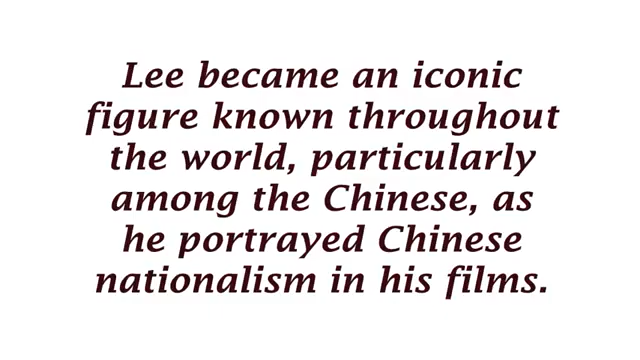 Lee became an iconic
figure known throughout
the world, particularly
among the Chinese, as
he portrayed Chinese
nationalism in his films.